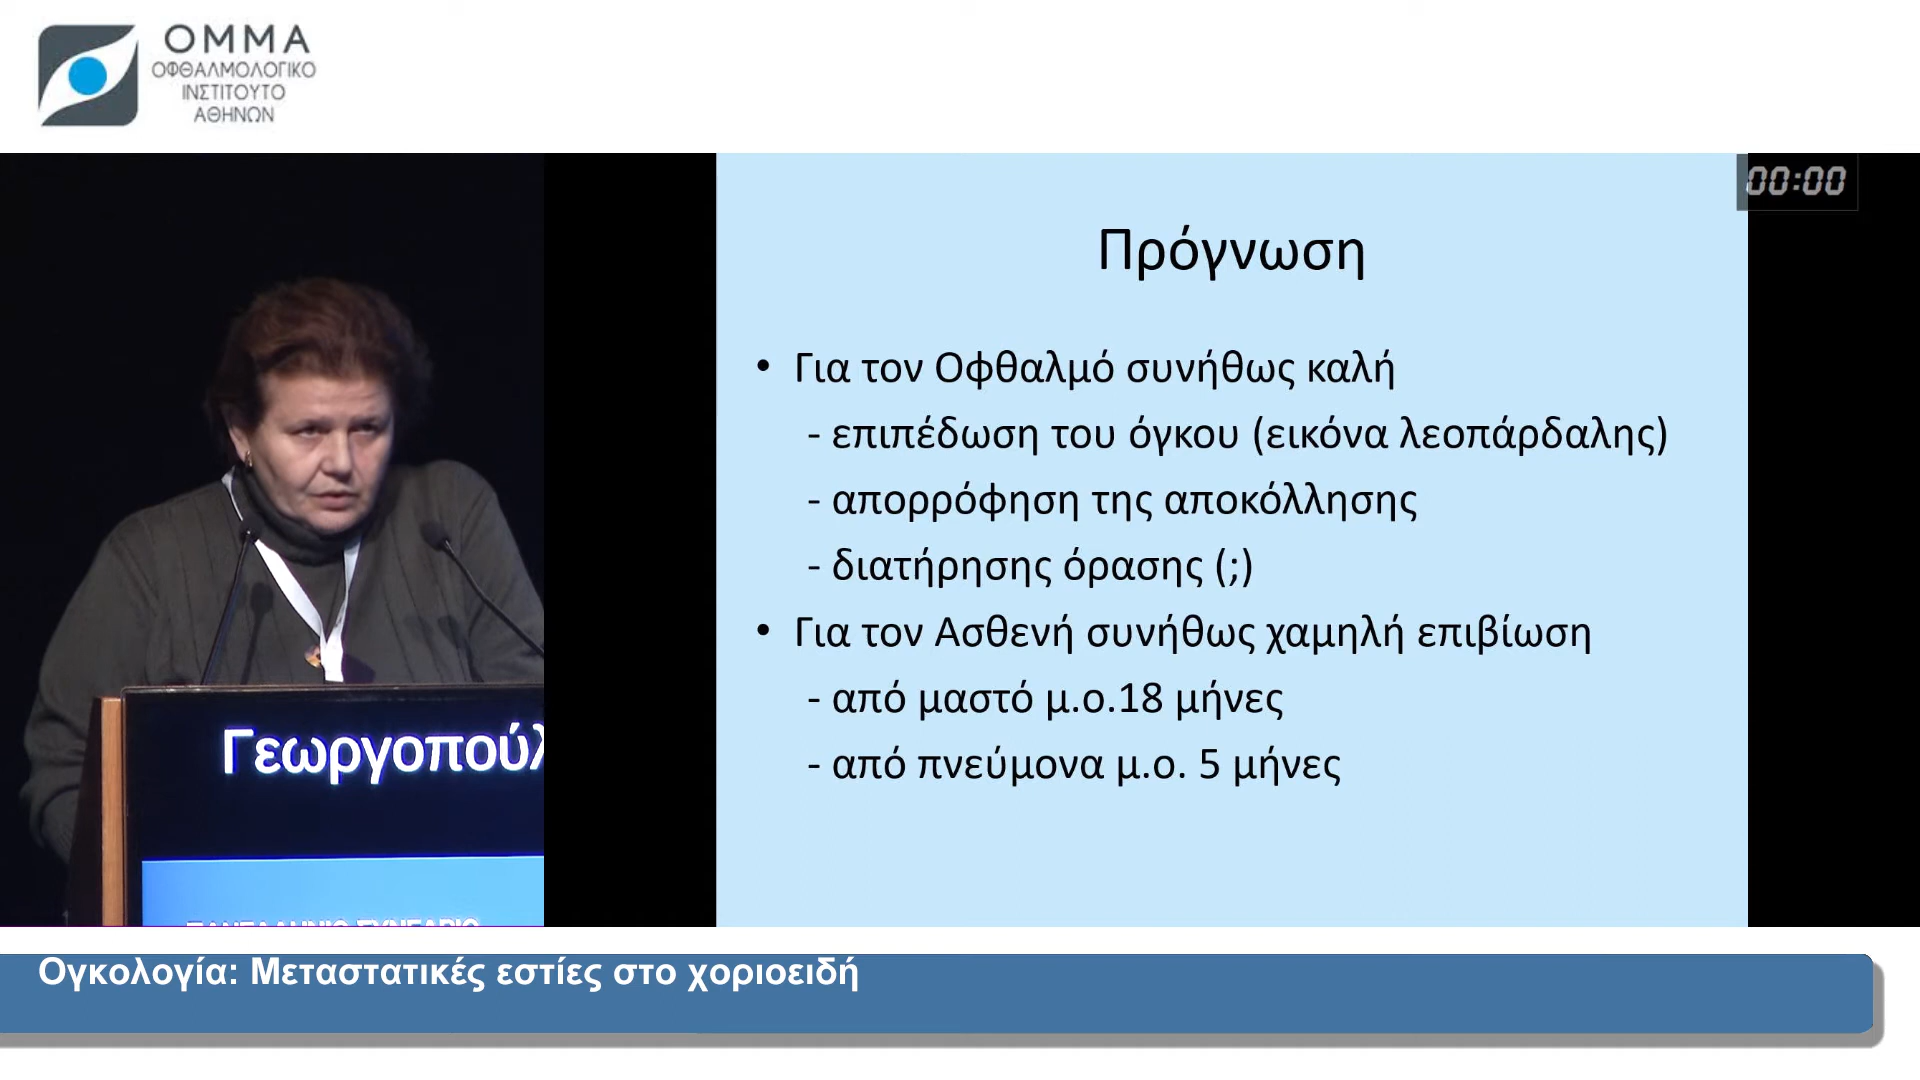 ΟΜΜΑ
ΟΦΘΑΛΜΟΛΟΓΙΚΟ
ΙΝΣΤΙΤΟΥΤΟ
ΑΘΗΝΩΝ
00:00
Πρόγνωση
• Για τον Οφθαλμό συνήθως καλή
- επιπέδωση του όγκου (εικόνα λεοπάρδαλης)
- απορρόφηση της αποκόλλησης
- διατήρησης όρασης (;)
• Για τον Ασθενή συνήθως χαμηλή επιβίωση
- από μαστό μ.ο.18 μήνες
- από πνεύμονα μ.ο. 5 μήνες
Γεωργοπούλ
Ογκολογία: Μεταστατικές εστίες στο χοριοειδή